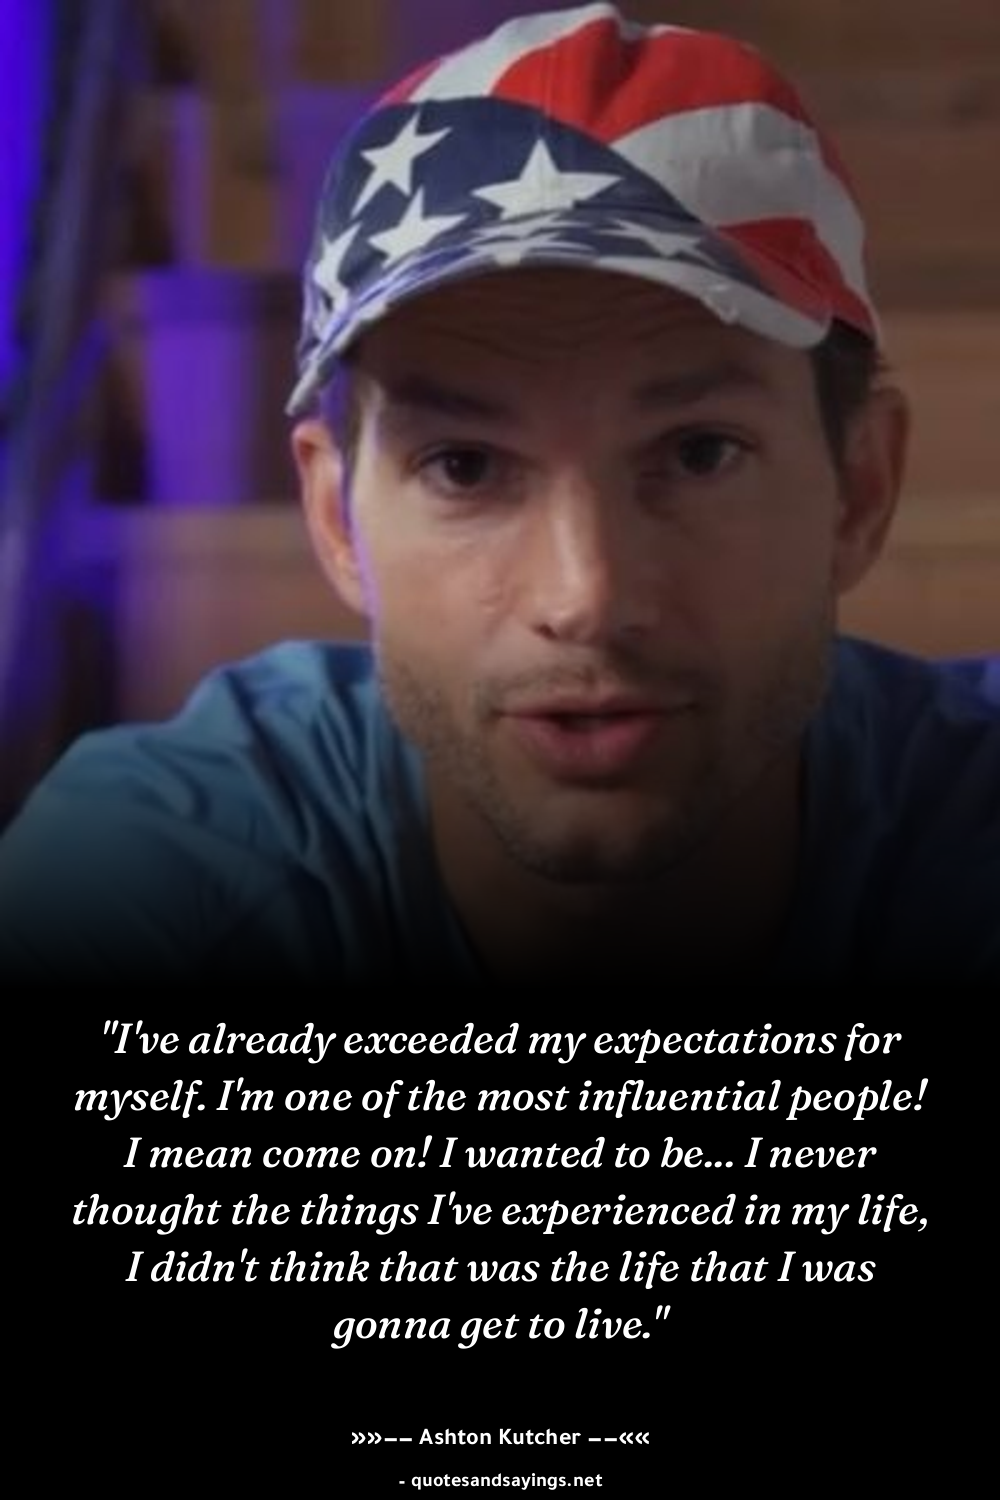 "I've already exceeded my expectations for
myself. I'm one of the most influential people!
I mean come on! I wanted to be... I never
thought the things I've experienced in my life,
I didn't think that was the life that I was
gonna get to live."
»»–– Ashton Kutcher ––««
- quotesandsayings.net